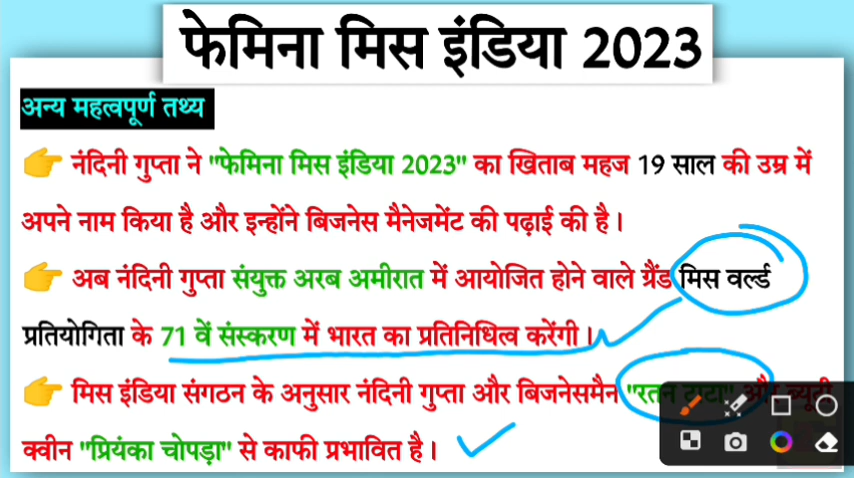 फेमिना मिस इंडिया 2023
अन्य महत्वपूर्ण तथ्य
👉 नंदिनी गुप्ता ने "फेमिना मिस इंडिया 2023" का खिताब महज 19 साल की उम्र में
अपने नाम किया है और इन्होंने बिजनेस मैनेजमेंट की पढ़ाई की है।
👉 अब नंदिनी गुप्ता संयुक्त अरब अमीरात में आयोजित होने वाले ग्रैंड मिस वर्ल्ड
प्रतियोगिता के 71 वें संस्करण में भारत का प्रतिनिधित्व करेंगी।
👉 मिस इंडिया संगठन के अनुसार नंदिनी गुप्ता और बिजनेसमैन "रतन टाटा" और ब्यूटी
क्वीन "प्रियंका चोपड़ा" से काफी प्रभावित है।